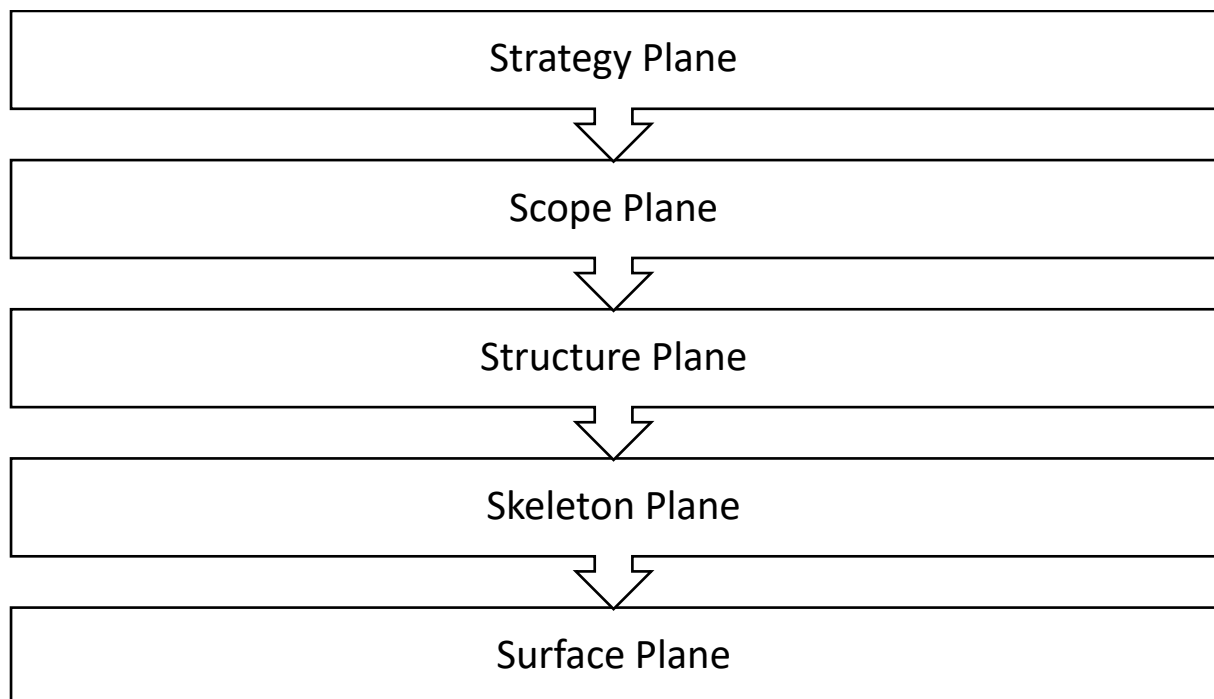 Strategy Plane
Scope Plane
Structure Plane
Skeleton Plane
Surface Plane